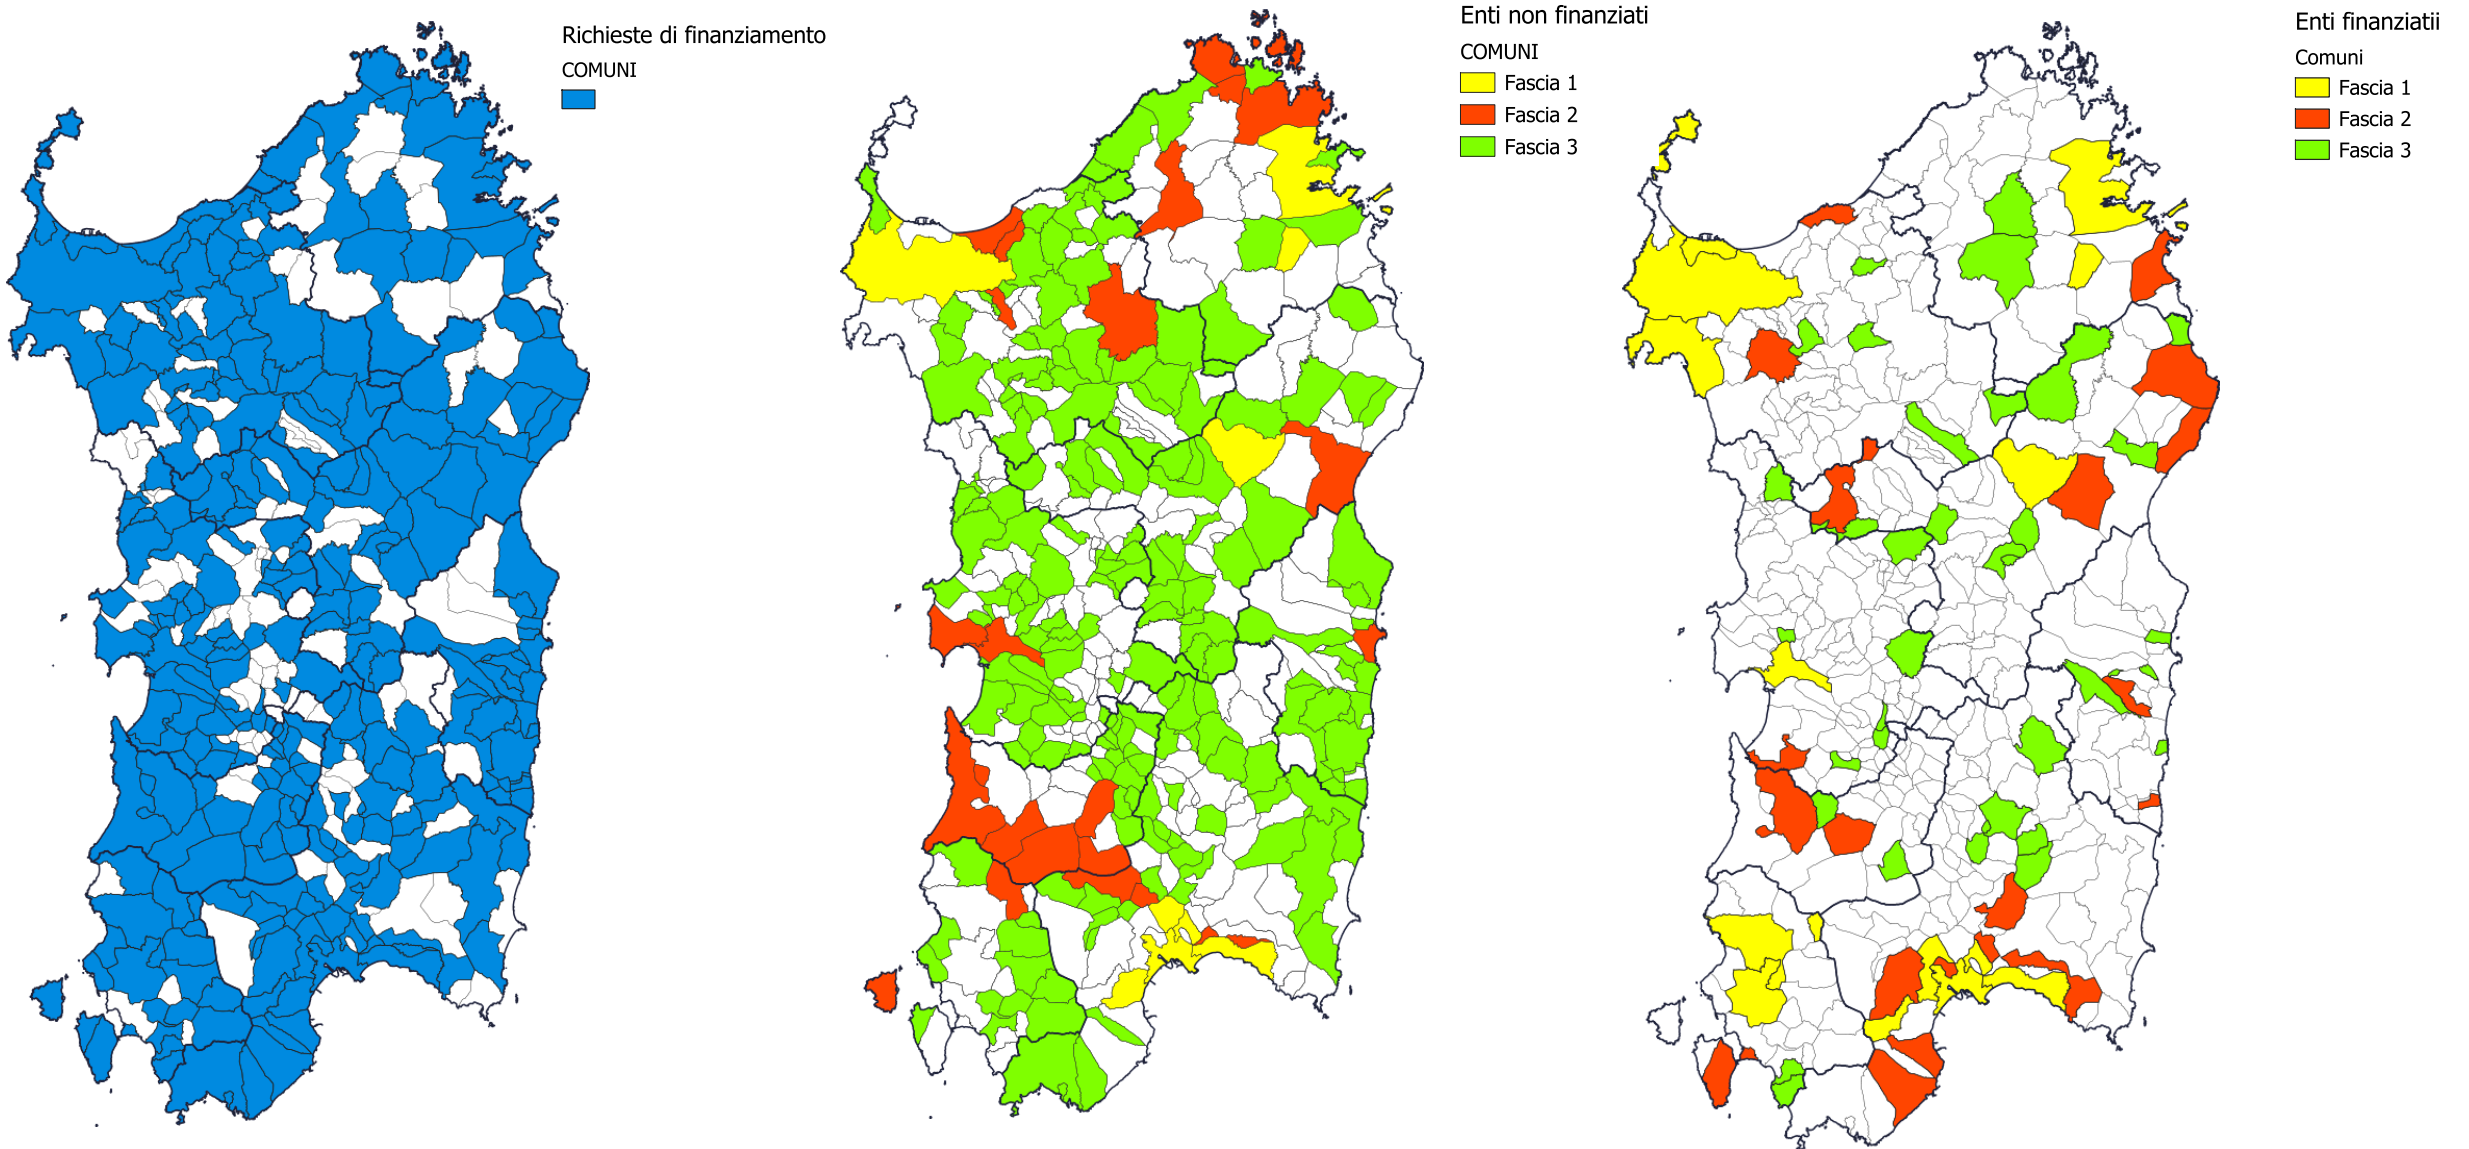 Richieste di finanziamento
COMUNI
Enti non finanziati
COMUNI
Fascia 1
Fascia 2
Fascia 3
Enti finanziatii
Comuni
Fascia 1
Fascia 2
Fascia 3